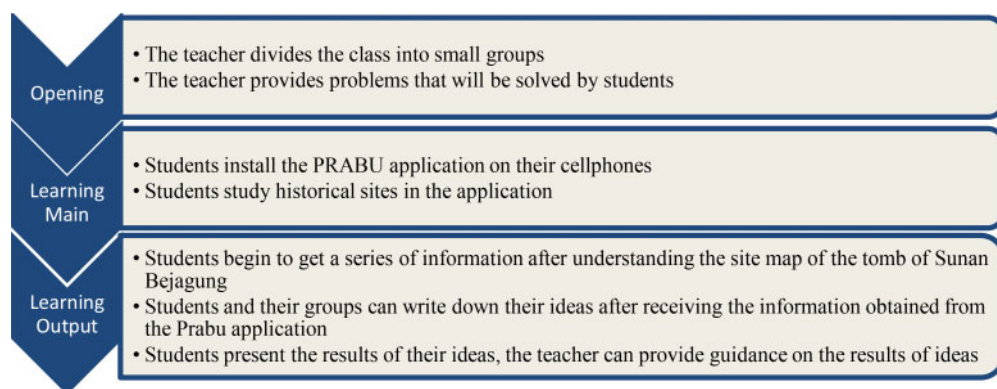 Opening
• The teacher divides the class into small groups
• The teacher provides problems that will be solved by students
Learning
Main
• Students install the PRABU application on their cellphones
• Students study historical sites in the application
Learning
Output
• Students begin to get a series of information after understanding the site map of the tomb of Sunan
Bejagung
• Students and their groups can write down their ideas after receiving the information obtained from
the Prabu application
• Students present the results of their ideas, the teacher can provide guidance on the results of ideas